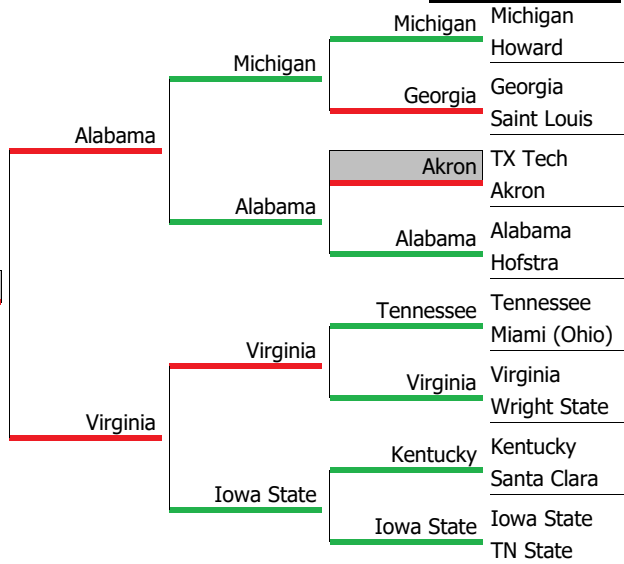 Michigan
Michigan
Howard
Michigan
Georgia
Georgia
Saint Louis
Alabama
Akron
TX Tech
Akron
Alabama
Alabama
Alabama
Hofstra
Tennessee
Tennessee
Miami (Ohio)
Virginia
Virginia
Virginia
Wright State
Virginia
Kentucky
Kentucky
Santa Clara
Iowa State
Iowa State
Iowa State
TN State